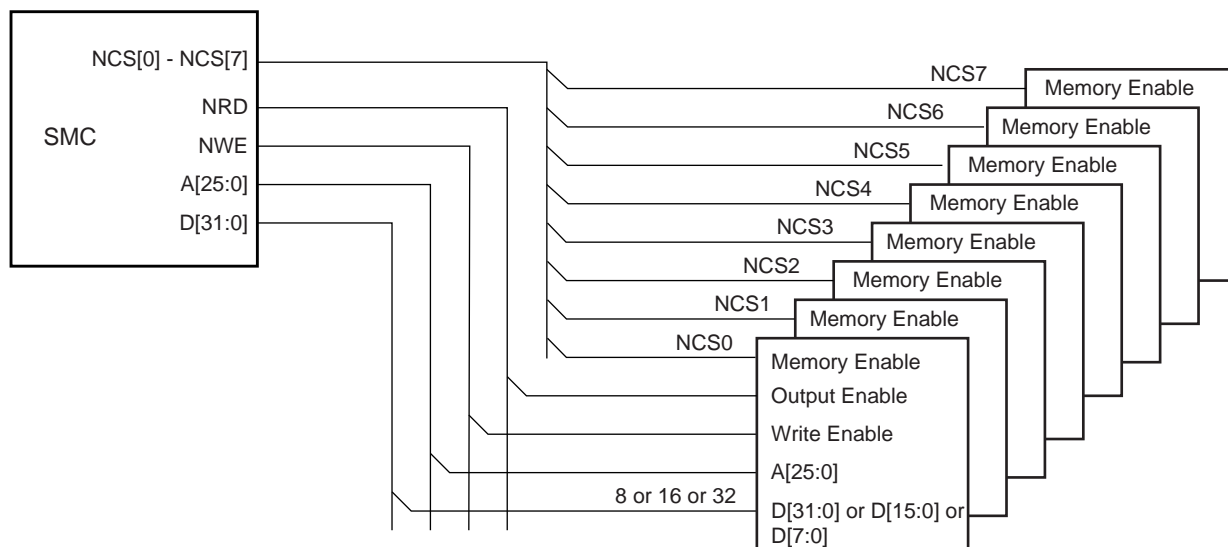 NCS[0] - NCS[7]
NRD
SMC
NWE
A[25:0]
D[31:0]
NCS7
Memory Enable
NCS6
Memory Enable
NCS5
Memory Enable
NCS4
Memory Enable
NCS3
Memory Enable
NCS2
Memory Enable
NCS1
Memory Enable
NCS0
Memory Enable
Output Enable
Write Enable
A[25:0]
8 or 16 or 32
D[31:0] or D[15:0] or
D[7:0]